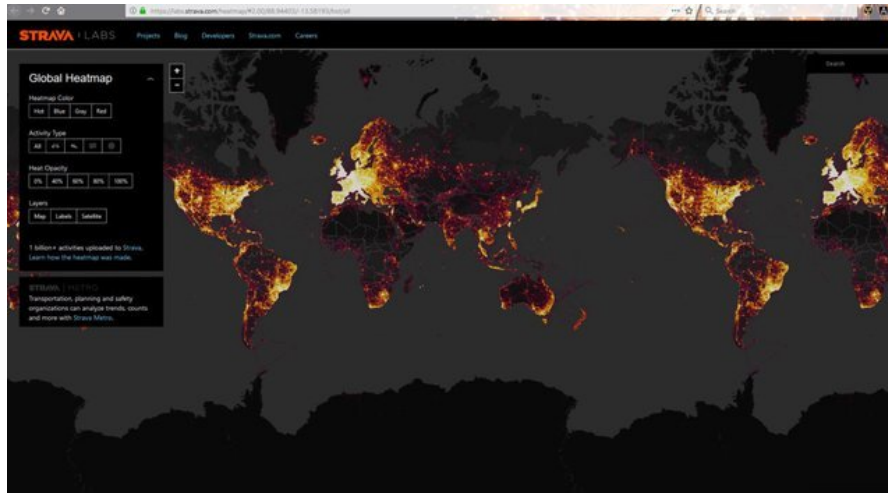 STRAVA | LABS
Projects Blog Developers Strava.com Careers
Search
Global Heatmap
Heatmap Color
Hot Blue Gray Red
Activity Type
All
Heat Opacity
0% 40% 60% 80% 100%
Layers
Map Labels Satellite
1 billion+ activities uploaded to Strava.
Learn how the heatmap was made.
STRAVA | METRO
Transportation, planning and safety
organizations can analyze trends, counts
and more with Strava Metro.